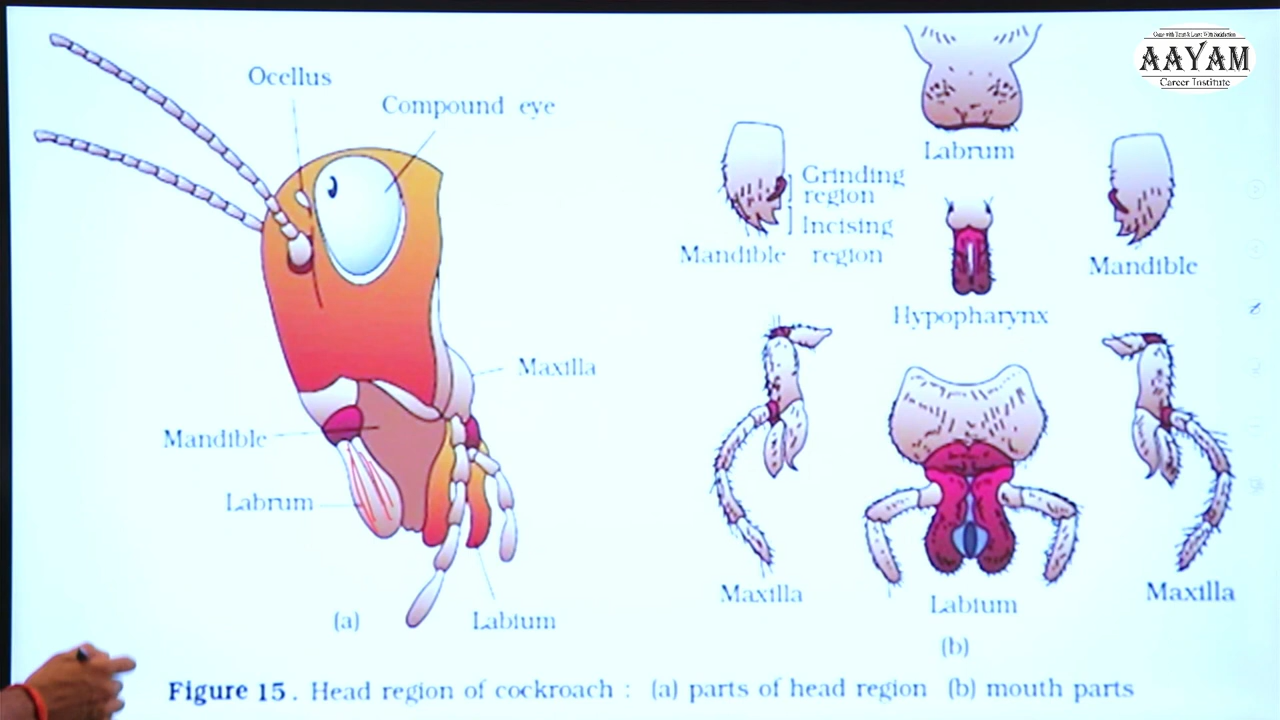 AAYAM
Career Institute
Ocellus
Compound eye
Maxilla
Mandible
Labrum
Labium
(a)
Labrum
Grinding
region
Incising
region
Mandible
Mandible
Hypopharynx
Maxilla
Labium
Maxilla
(b)
Figure 15. Head region of cockroach : (a) parts of head region (b) mouth parts